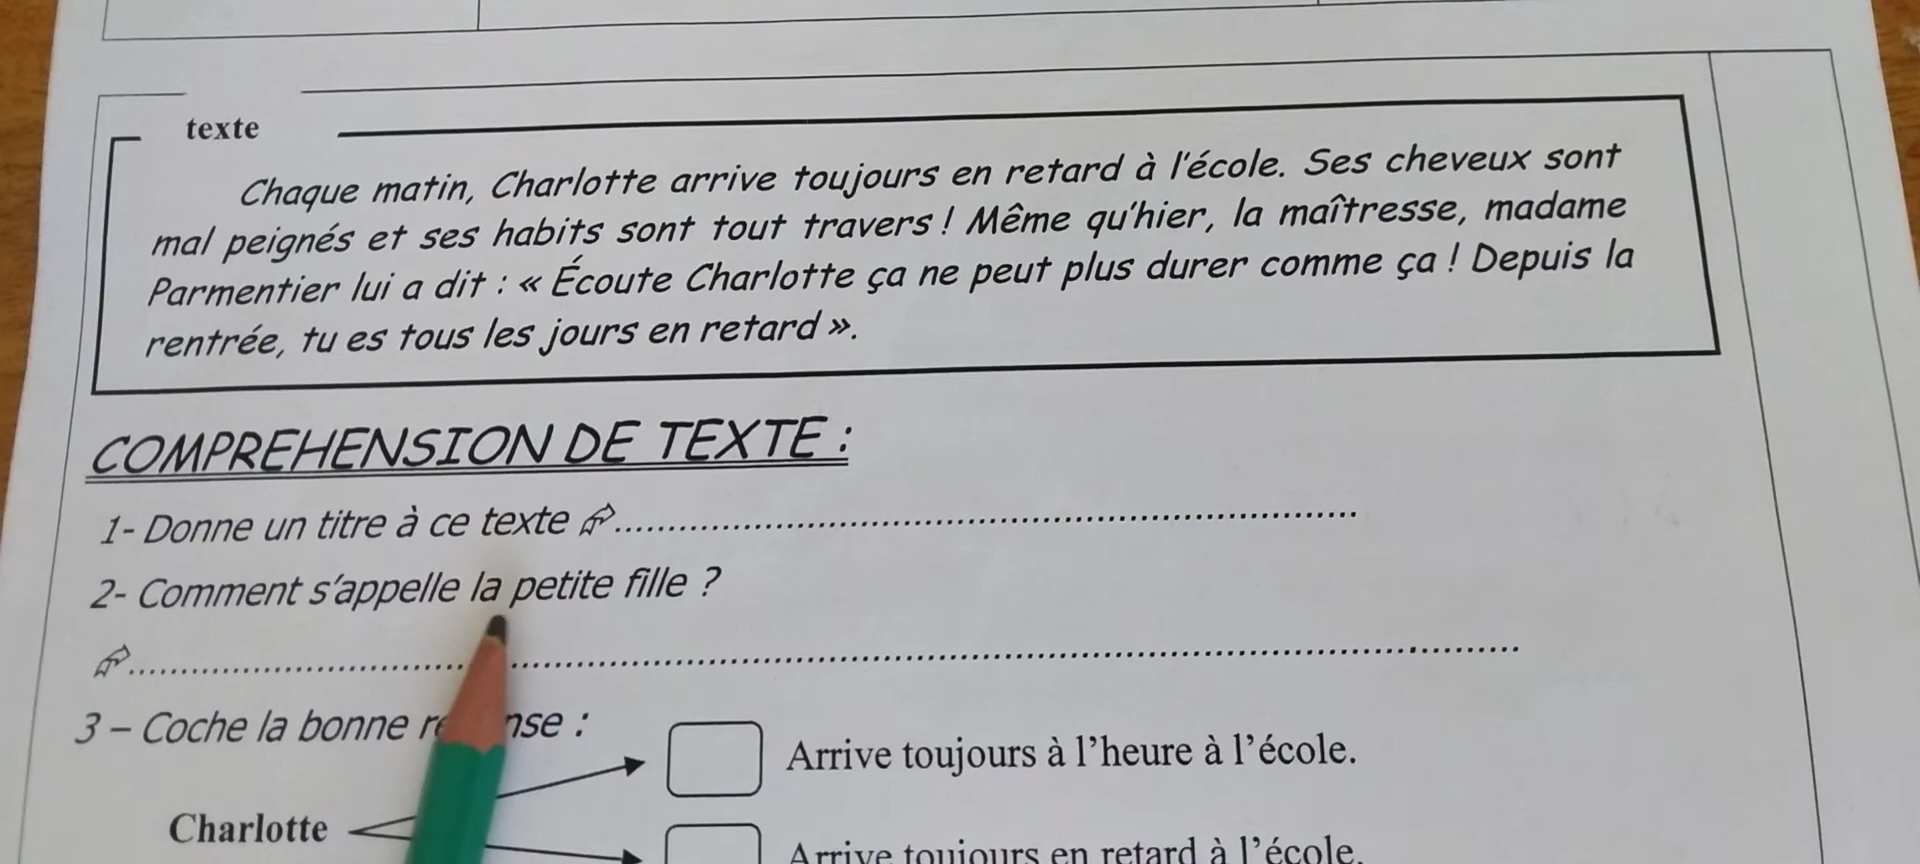 texte
Chaque matin, Charlotte arrive toujours en retard à l'école. Ses cheveux sont
mal peignés et ses habits sont tout travers ! Même qu'hier, la maîtresse, madame
Parmentier lui a dit : « Écoute Charlotte ça ne peut plus durer comme ça ! Depuis la
rentrée, tu es tous les jours en retard ».
COMPREHENSION DE TEXTE :
1- Donne un titre à ce texte
2- Comment s'appelle la petite fille ?
3 – Coche la bonne :
Arrive toujours à l'heure à l'école.
Charlotte
Arrive toujours en retard à l'école.